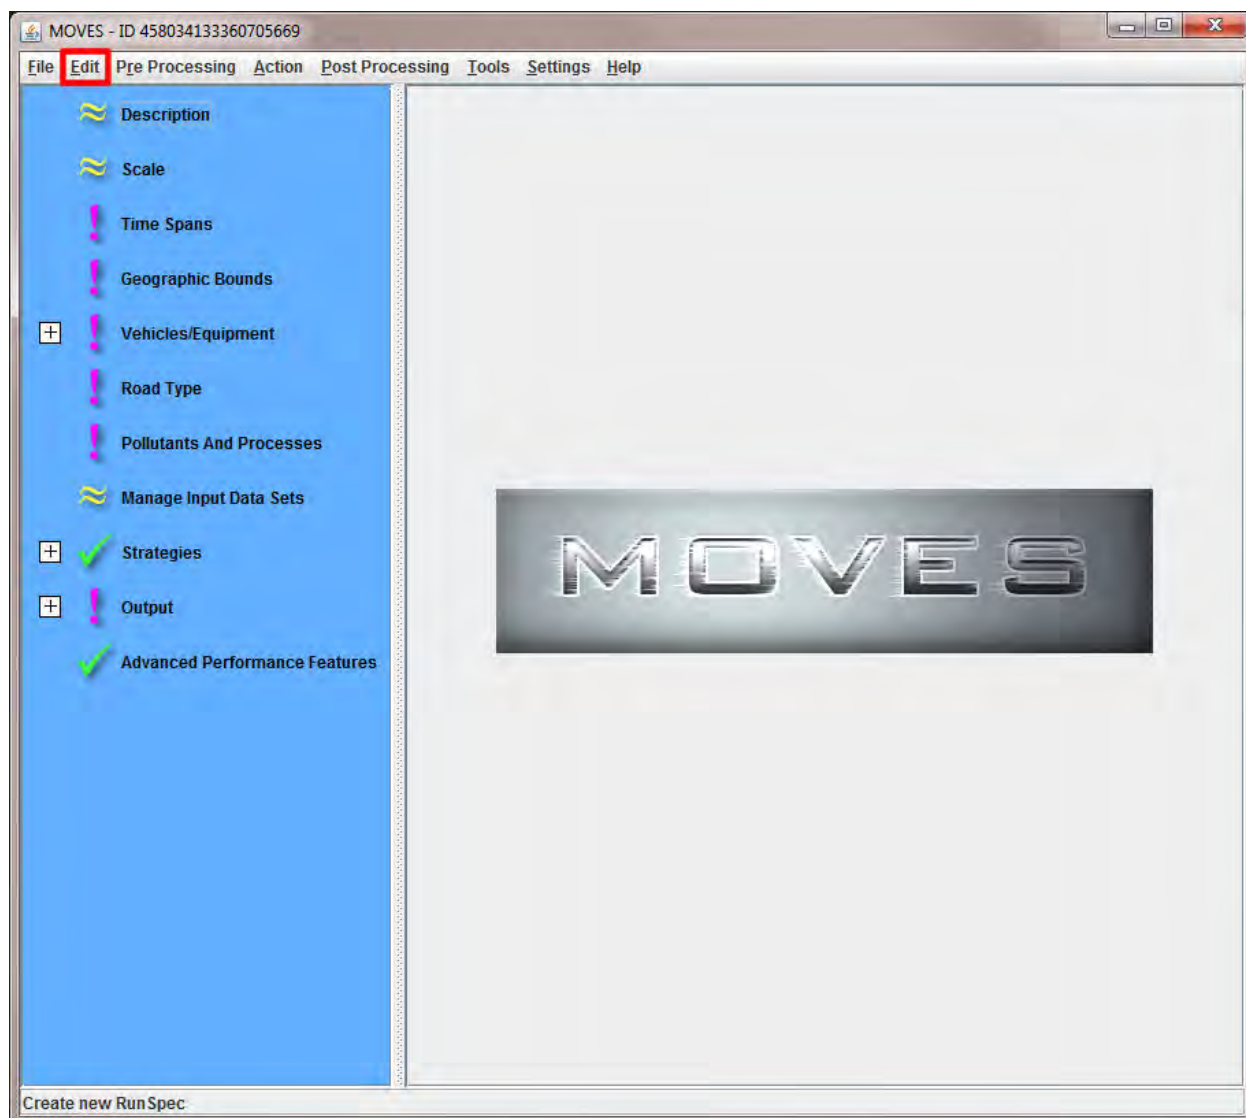 MOVES - ID 458034133360705669
File Edit Pre Processing Action Post Processing Tools Settings Help
Description
Scale
Time Spans
Geographic Bounds
Vehicles/Equipment
Road Type
Pollutants And Processes
Manage Input Data Sets
Strategies
Output
Advanced Performance Features
MOVES
Create new RunSpec